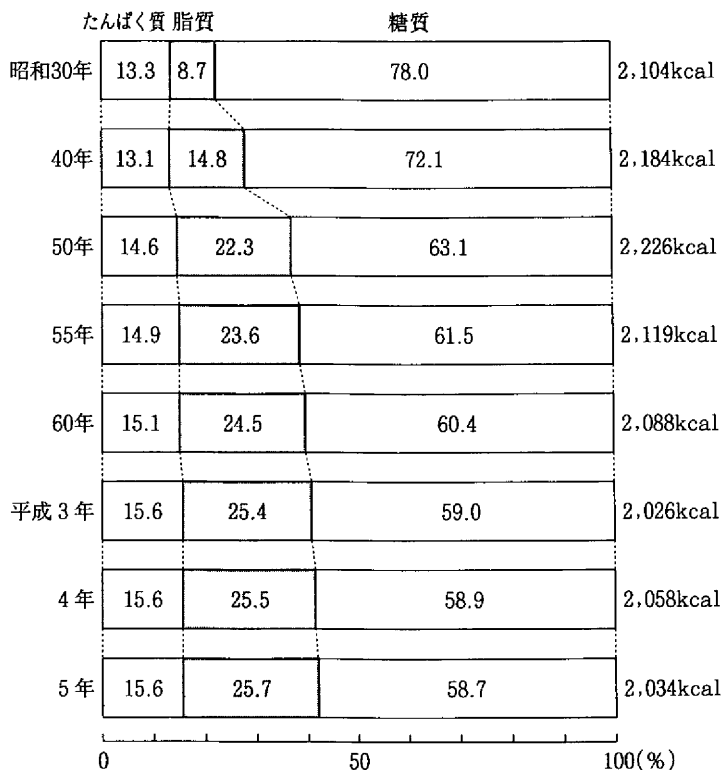 たんぱく質 脂質 糖質
昭和30年 13.3 8.7 78.0 2,104kcal
40年 13.1 14.8 72.1 2,184kcal
50年 14.6 22.3 63.1 2,226kcal
55年 14.9 23.6 61.5 2,119kcal
60年 15.1 24.5 60.4 2,088kcal
平成3年 15.6 25.4 59.0 2,026kcal
4年 15.6 25.5 58.9 2,058kcal
5年 15.6 25.7 58.7 2,034kcal
0 50 100(%)